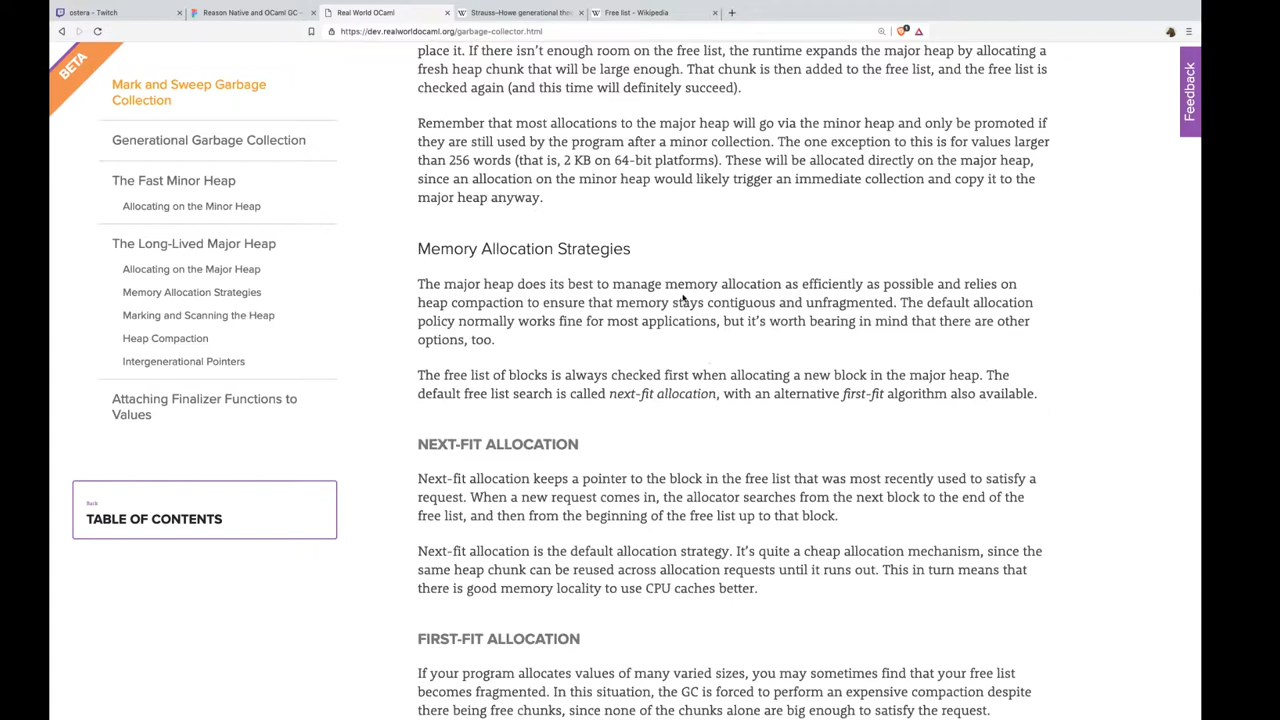 ostera - Twitch
Reason Native and OCaml GC -
Real World OCaml
Strauss–Howe generational the
Free list - Wikipedia
https://dev.realworldocaml.org/garbage-collector.html
BETA
Feedback
Mark and Sweep Garbage
Collection
Generational Garbage Collection
The Fast Minor Heap
Allocating on the Minor Heap
The Long-Lived Major Heap
Allocating on the Major Heap
Memory Allocation Strategies
Marking and Scanning the Heap
Heap Compaction
Intergenerational Pointers
Attaching Finalizer Functions to
Values
Back
TABLE OF CONTENTS
place it. If there isn't enough room on the free list, the runtime expands the major heap by allocating a
fresh heap chunk that will be large enough. That chunk is then added to the free list, and the free list is
checked again (and this time will definitely succeed).
Remember that most allocations to the major heap will go via the minor heap and only be promoted if
they are still used by the program after a minor collection. The one exception to this is for values larger
than 256 words (that is, 2 KB on 64-bit platforms). These will be allocated directly on the major heap,
since an allocation on the minor heap would likely trigger an immediate collection and copy it to the
major heap anyway.
Memory Allocation Strategies
The major heap does its best to manage memory allocation as efficiently as possible and relies on
heap compaction to ensure that memory stays contiguous and unfragmented. The default allocation
policy normally works fine for most applications, but it's worth bearing in mind that there are other
options, too.
The free list of blocks is always checked first when allocating a new block in the major heap. The
default free list search is called next-fit allocation, with an alternative first-fit algorithm also available.
NEXT-FIT ALLOCATION
Next-fit allocation keeps a pointer to the block in the free list that was most recently used to satisfy a
request. When a new request comes in, the allocator searches from the next block to the end of the
free list, and then from the beginning of the free list up to that block.
Next-fit allocation is the default allocation strategy. It's quite a cheap allocation mechanism, since the
same heap chunk can be reused across allocation requests until it runs out. This in turn means that
there is good memory locality to use CPU caches better.
FIRST-FIT ALLOCATION
If your program allocates values of many varied sizes, you may sometimes find that your free list
becomes fragmented. In this situation, the GC is forced to perform an expensive compaction despite
there being free chunks, since none of the chunks alone are big enough to satisfy the request.